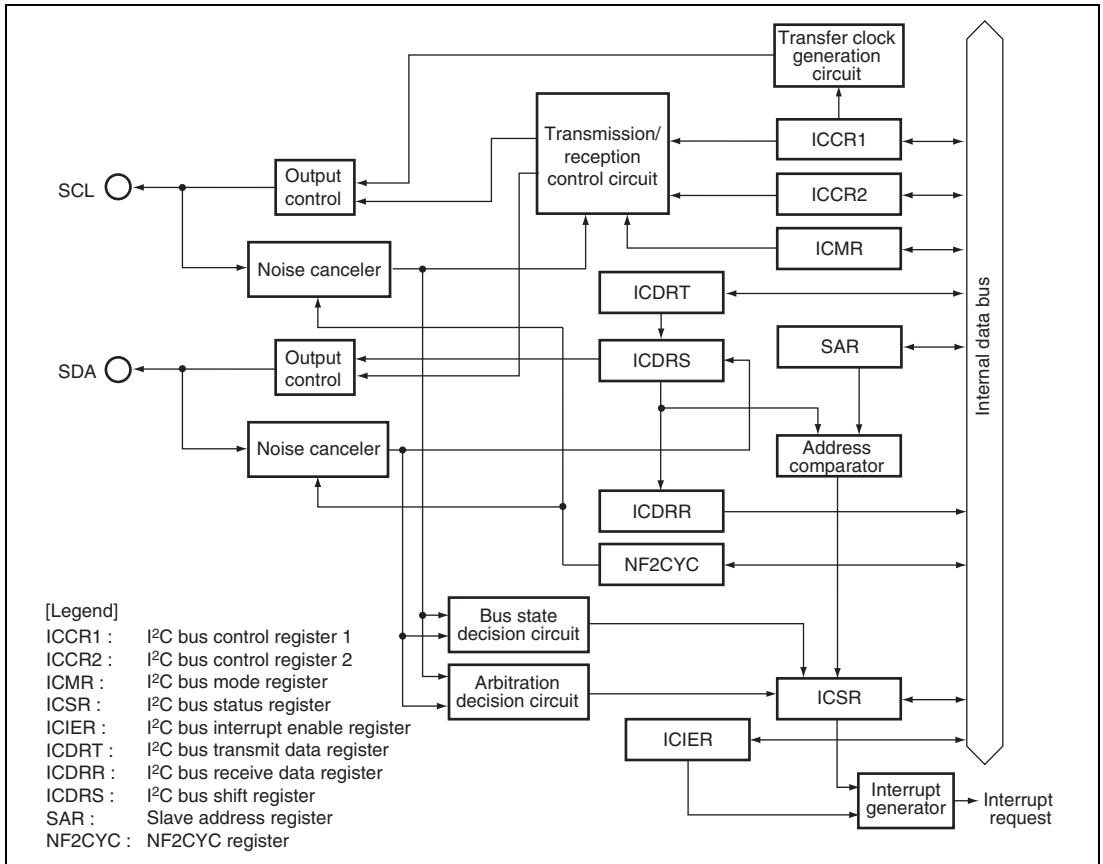 Transfer clock
generation
circuit
Transmission/
reception
control circuit
ICCR1
Output
control
SCL
ICCR2
ICMR
Noise canceler
ICDRT
Internal data bus
SAR
Output
control
ICDRS
SDA
Noise canceler
Address
comparator
ICDRR
NF2CYC
Bus state
decision circuit
Arbitration
decision circuit
ICSR
ICIER
Interrupt
generator
Interrupt
request
[Legend]
ICCR1 : I²C bus control register 1
ICCR2 : I²C bus control register 2
ICMR : I²C bus mode register
ICSR : I²C bus status register
ICIER : I²C bus interrupt enable register
ICDRT : I²C bus transmit data register
ICDRR : I²C bus receive data register
ICDRS : I²C bus shift register
SAR : Slave address register
NF2CYC : NF2CYC register